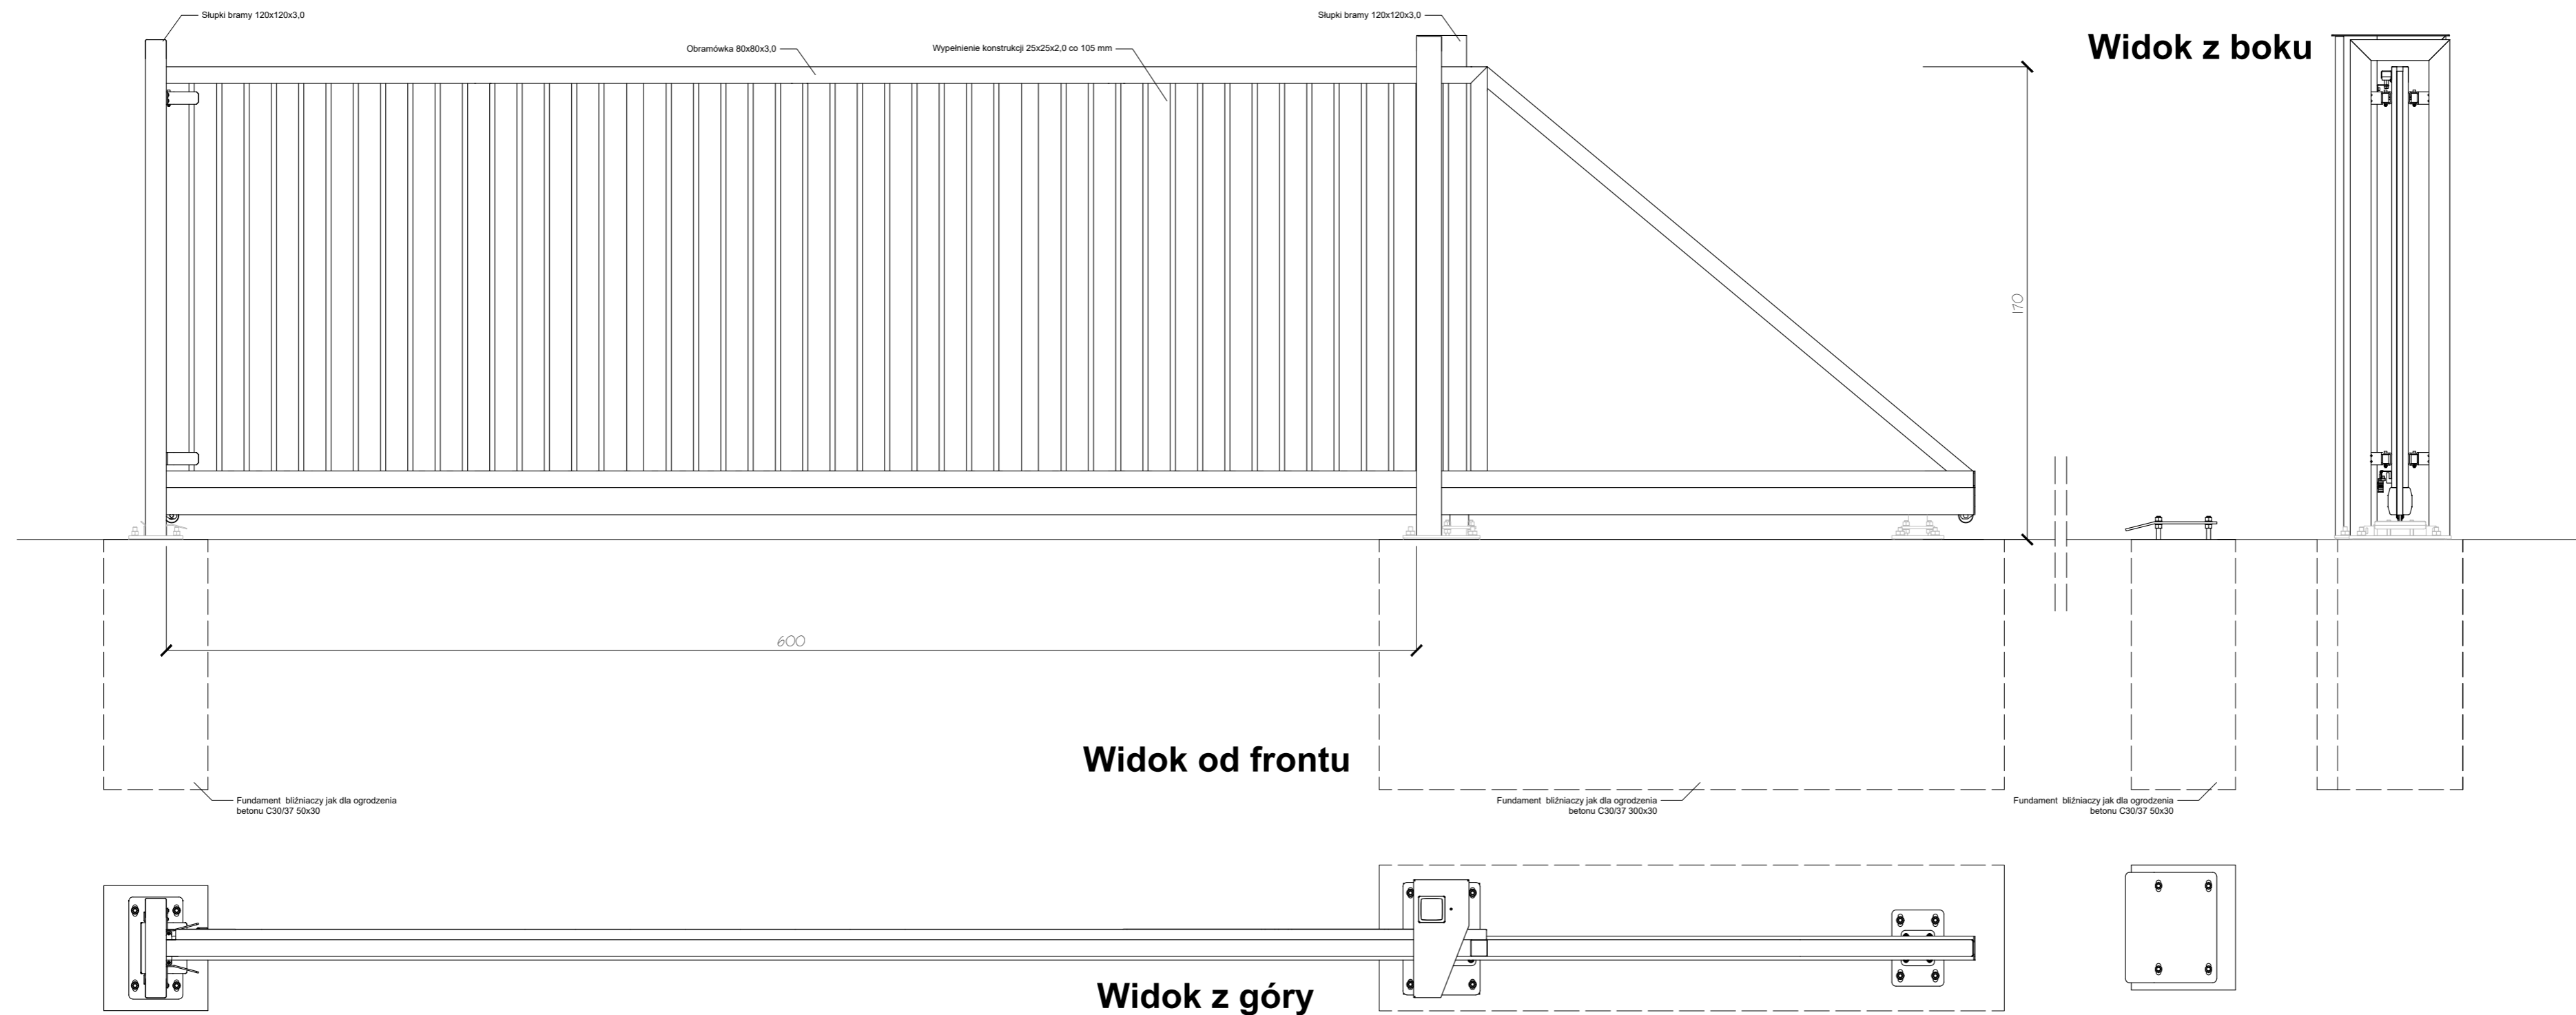 Słupki bramy 120x120x3,0
Słupki bramy 120x120x3,0
Obramówka 80x80x3,0
Wypełnienie konstrukcji 25x25x2,0 co 105 mm
Widok z boku
170
600
Widok od frontu
Fundament bliźniaczy jak dla ogrodzenia
betonu C30/37 50x30
Fundament bliźniaczy jak dla ogrodzenia
betonu C30/37 300x30
Fundament bliźniaczy jak dla ogrodzenia
betonu C30/37 50x30
Widok z góry